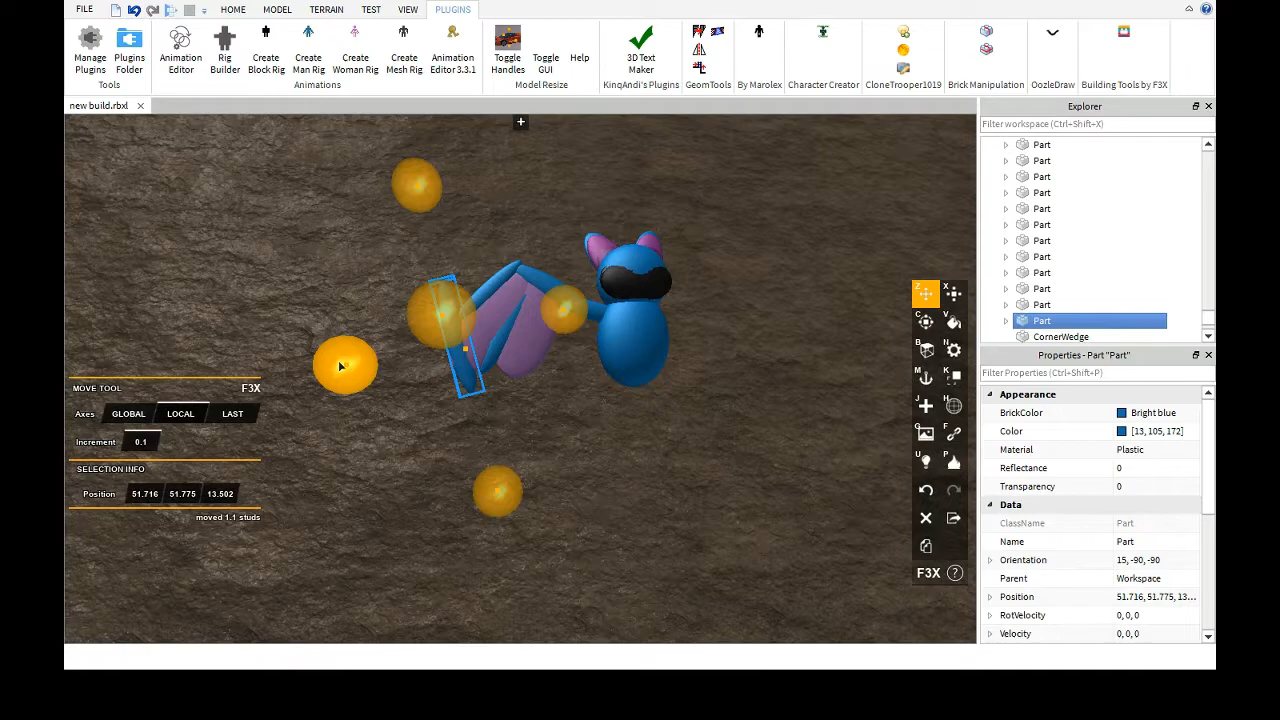 FILE HOME MODEL TERRAIN TEST VIEW PLUGINS
Manage Plugins
Plugins Folder
Animation Editor
Rig Builder
Create Block Rig
Create Man Rig
Create Woman Rig
Create Mesh Rig
Animation Editor 3.3.1
Toggle Handles
Toggle GUI
Help
3D Text Maker
Tools Animations Model Resize KinqAndi's Plugins GeomTools By Marolex Character Creator CloneTrooper1019 Brick Manipulation OozleDraw Building Tools by F3X
new build.rbxl
Explorer
Filter workspace (Ctrl+Shift+X)
Part
Part
Part
Part
Part
Part
Part
Part
Part
Part
Part
Part
CornerWedge
Properties - Part "Part"
Filter Properties (Ctrl+Shift+P)
Appearance
BrickColor Bright blue
Color [13, 105, 172]
Material Plastic
Reflectance 0
Transparency 0
Data
ClassName Part
Name Part
Orientation 15, -90, -90
Parent Workspace
Position 51.716, 51.775, 13...
RotVelocity 0, 0, 0
Velocity 0, 0, 0
MOVE TOOL F3X
Axes GLOBAL LOCAL LAST
Increment 0.1
SELECTION INFO
Position 51.716 51.775 13.502
moved 1.1 studs
Z X
C V
B N
M K
J H
G F
U P
F3X ?